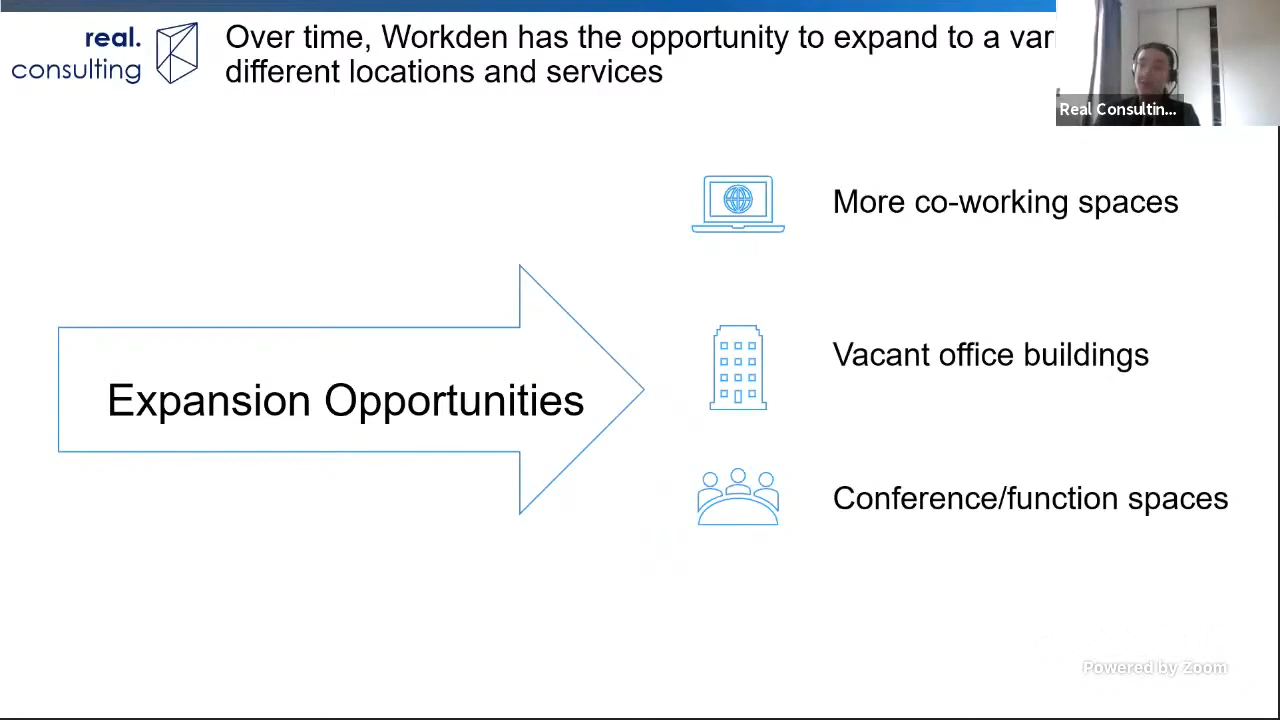 real.
consulting
Over time, Workden has the opportunity to expand to a
different locations and services
Real Consultin...
More co-working spaces
Vacant office buildings
Expansion Opportunities
Conference/function spaces
Powered by Zoom